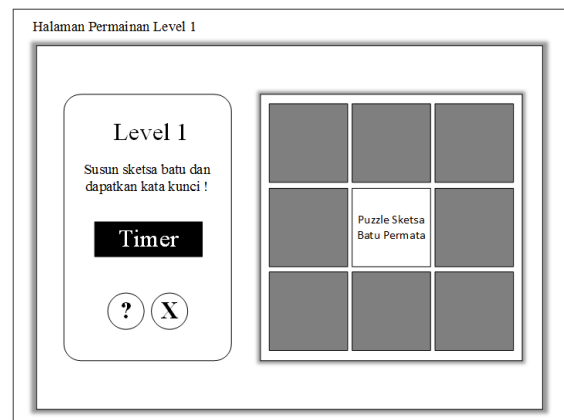 Halaman Permainan Level 1
Level 1
Susun sketsa batu dan
dapatkan kata kunci !
Timer
?
X
Puzzle Sketsa
Batu Permata